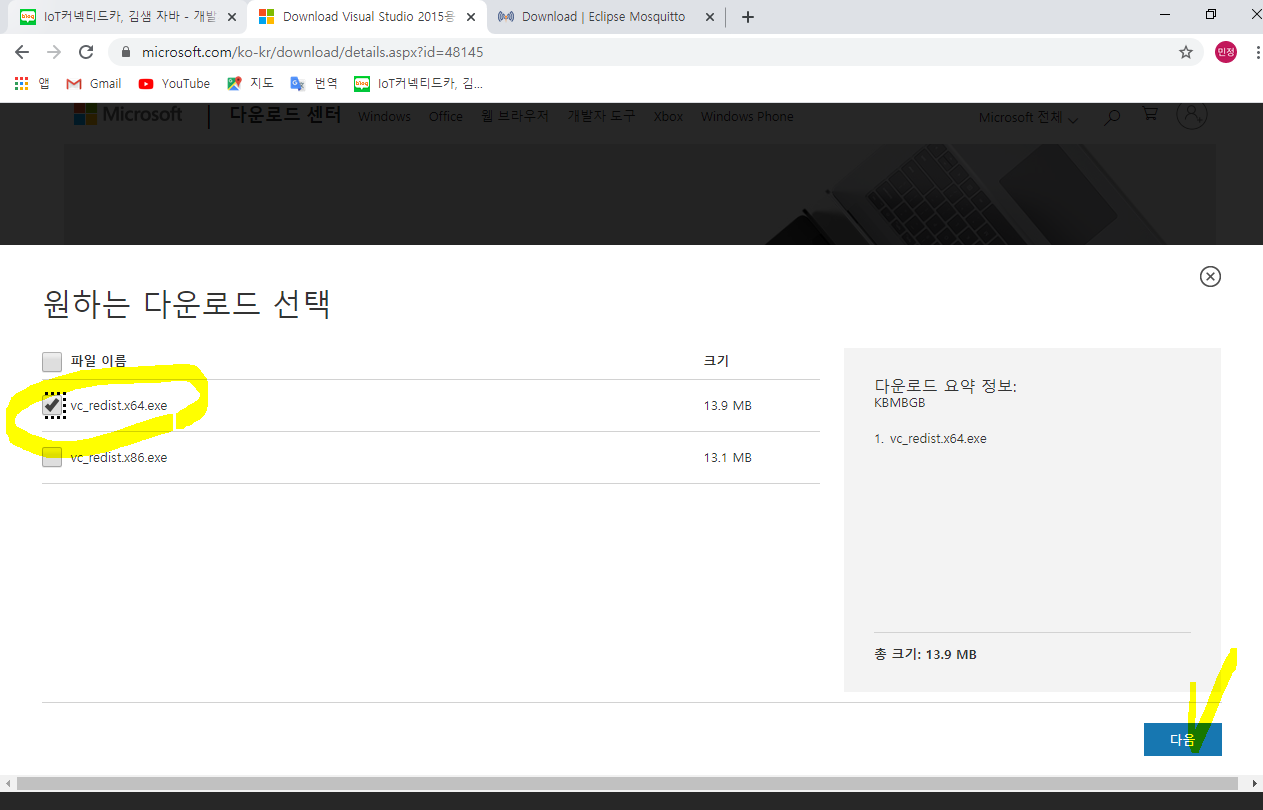 IoT커넥티드카, 김샘 자바 - 개발
Download Visual Studio 2015용
Download | Eclipse Mosquitto
microsoft.com/ko-kr/download/details.aspx?id=48145
민정
앱 Gmail YouTube 지도 번역 blog IoT커넥티드카, 김...
Microsoft 다운로드 센터 Windows Office 웹 브라우저 개발자 도구 Xbox Windows Phone Microsoft 전체
원하는 다운로드 선택
파일 이름 크기
vc_redist.x64.exe 13.9 MB
vc_redist.x86.exe 13.1 MB
다운로드 요약 정보:
KBMBGB
1. vc_redist.x64.exe
총 크기: 13.9 MB
다음